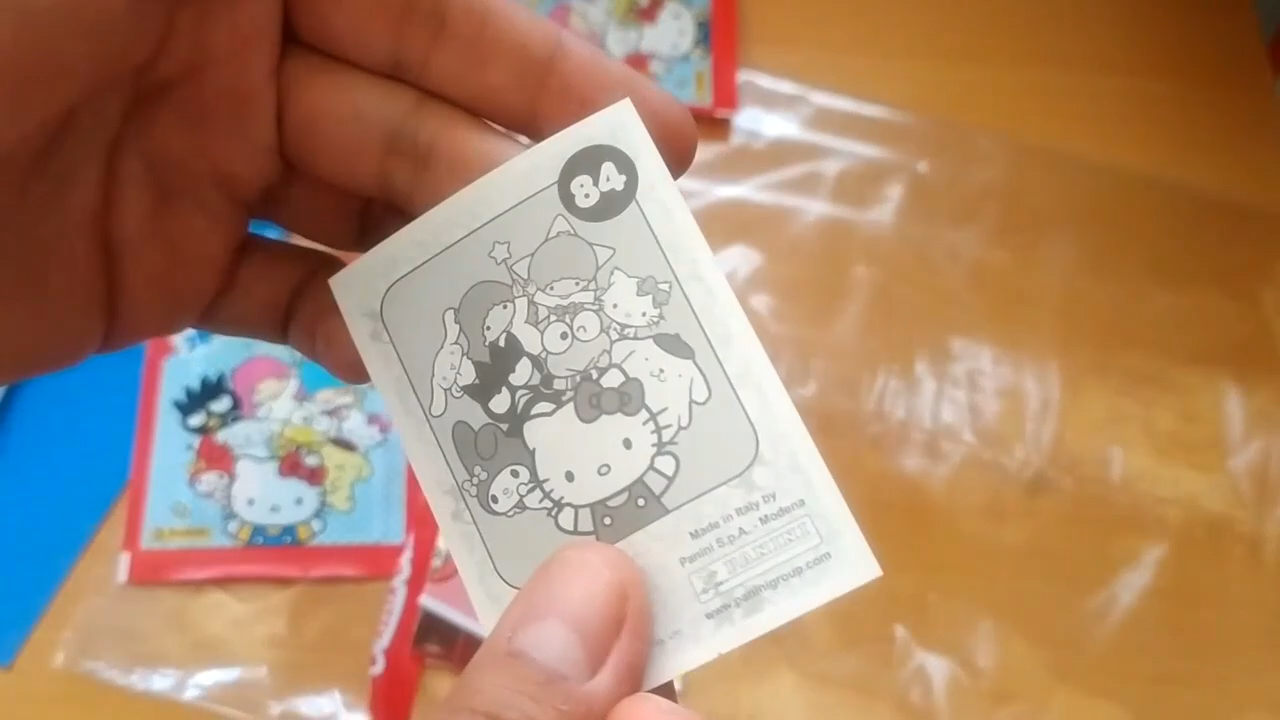 84
Made in Italy by
Panini S.p.A. - Modena
PANINI
www.paninigroup.com